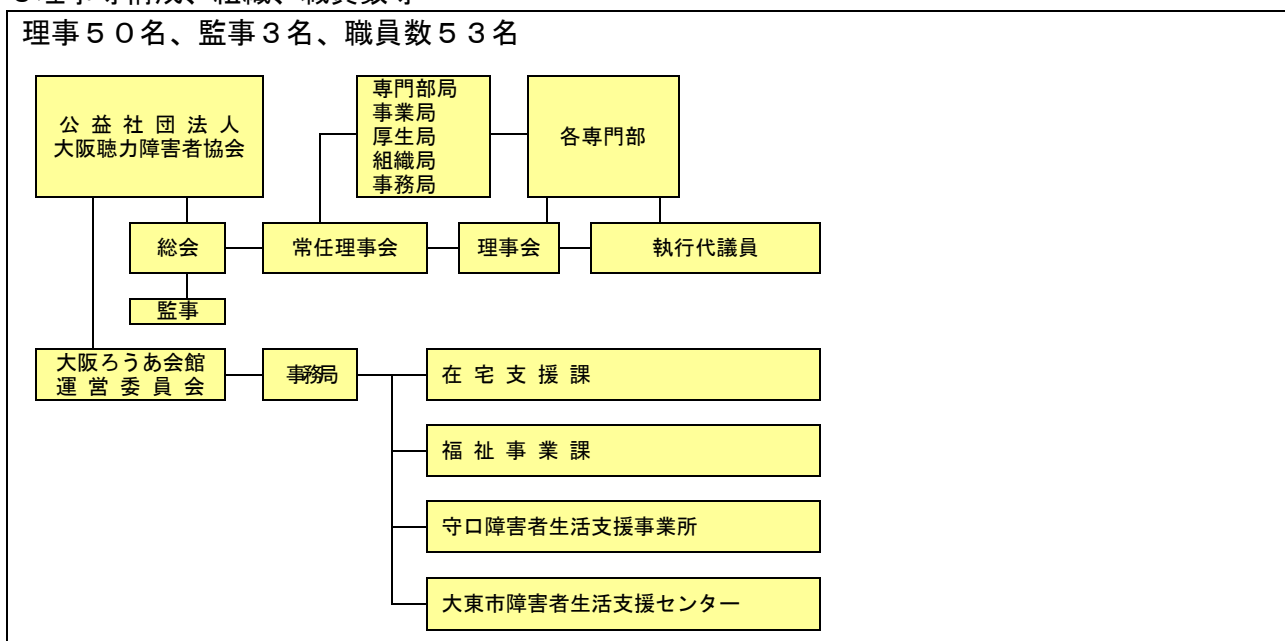 理事５０名、監事３名、職員数５３名
公益社団法人
大阪聴力障害者協会
専門部局
事業局
厚生局
組織局
事務局
各専門部
総会
常任理事会
理事会
執行代議員
監事
大阪ろうあ会館
運営委員会
事務局
在宅支援課
福祉事業課
守口障害者生活支援事業所
大東市障害者生活支援センター